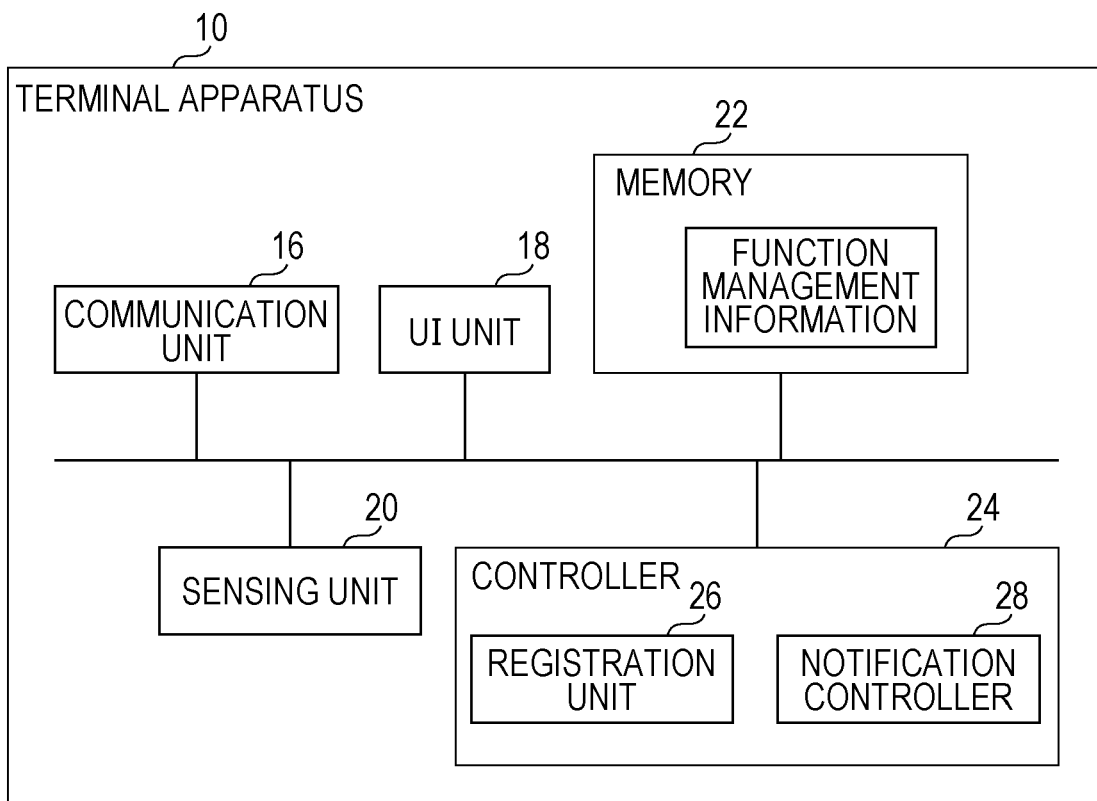 10
TERMINAL APPARATUS
22
MEMORY
FUNCTION
MANAGEMENT
INFORMATION
16
COMMUNICATION
UNIT
18
UI UNIT
20
SENSING UNIT
24
CONTROLLER
26
REGISTRATION
UNIT
28
NOTIFICATION
CONTROLLER